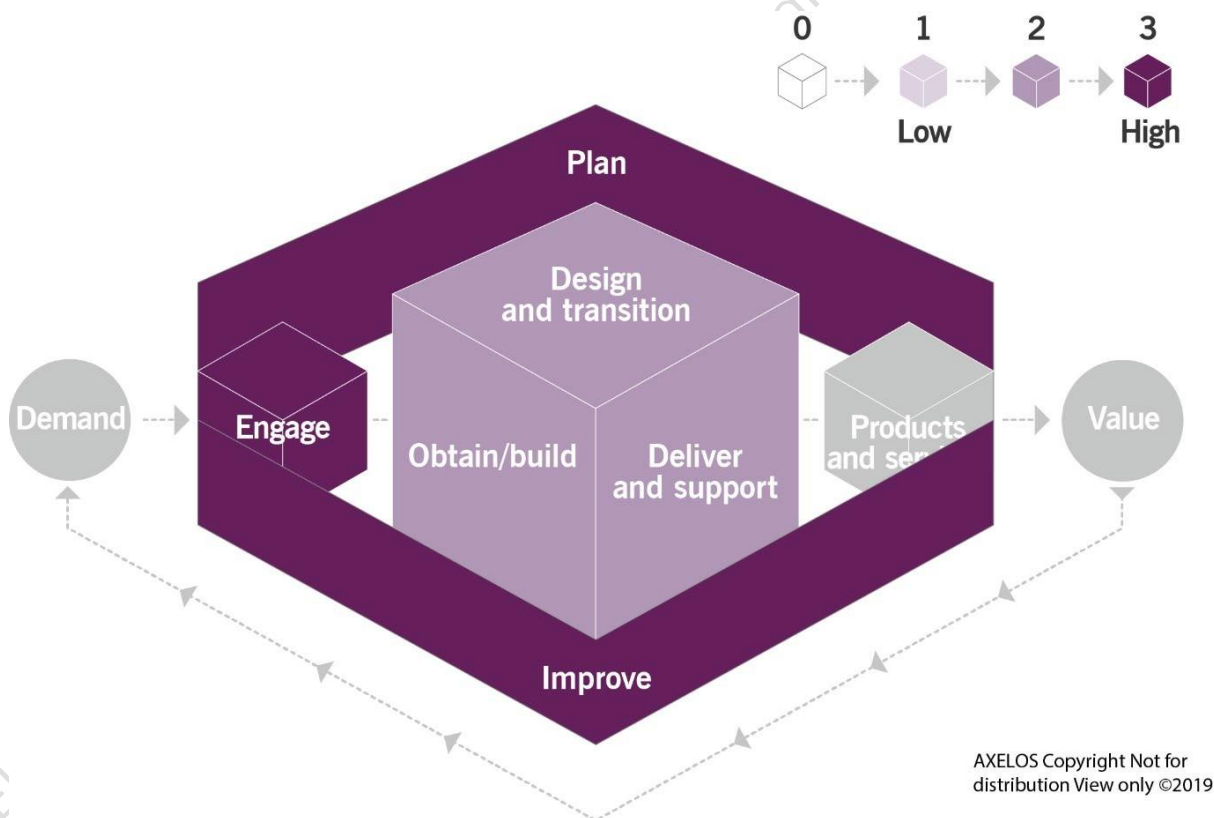 0 1 2 3
Low High
Plan
Design
and transition
Demand
Engage
Obtain/build
Deliver
and support
Products
and
Value
Improve
AXELOS Copyright Not for
distribution View only ©2019